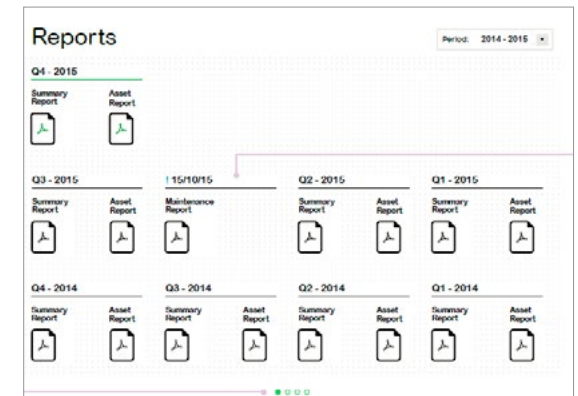 Reports
Period: 2014 - 2015
Q4 - 2015
Summary Report
Asset Report
Q3 - 2015
! 15/10/15
Q2 - 2015
Q1 - 2015
Summary Report
Asset Report
Maintenance Report
Summary Report
Asset Report
Summary Report
Asset Report
Q4 - 2014
Q3 - 2014
Q2 - 2014
Q1 - 2014
Summary Report
Asset Report
Summary Report
Asset Report
Summary Report
Asset Report
Summary Report
Asset Report